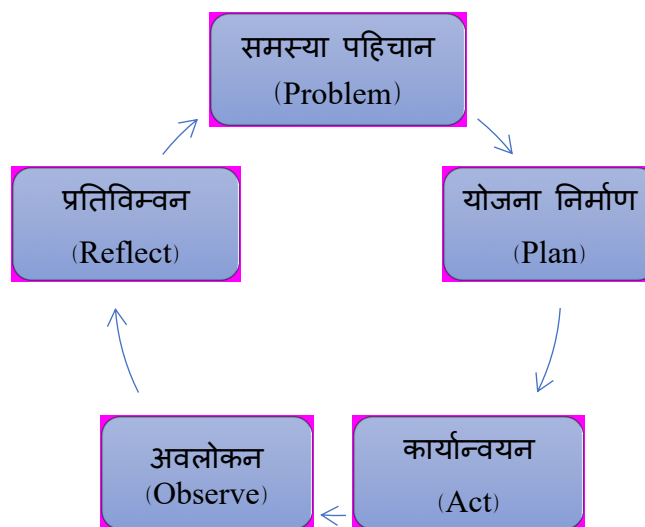 समस्या पहिचान
(Problem)
योजना निर्माण
(Plan)
कार्यान्वयन
(Act)
अवलोकन
(Observe)
प्रतिविम्वन
(Reflect)